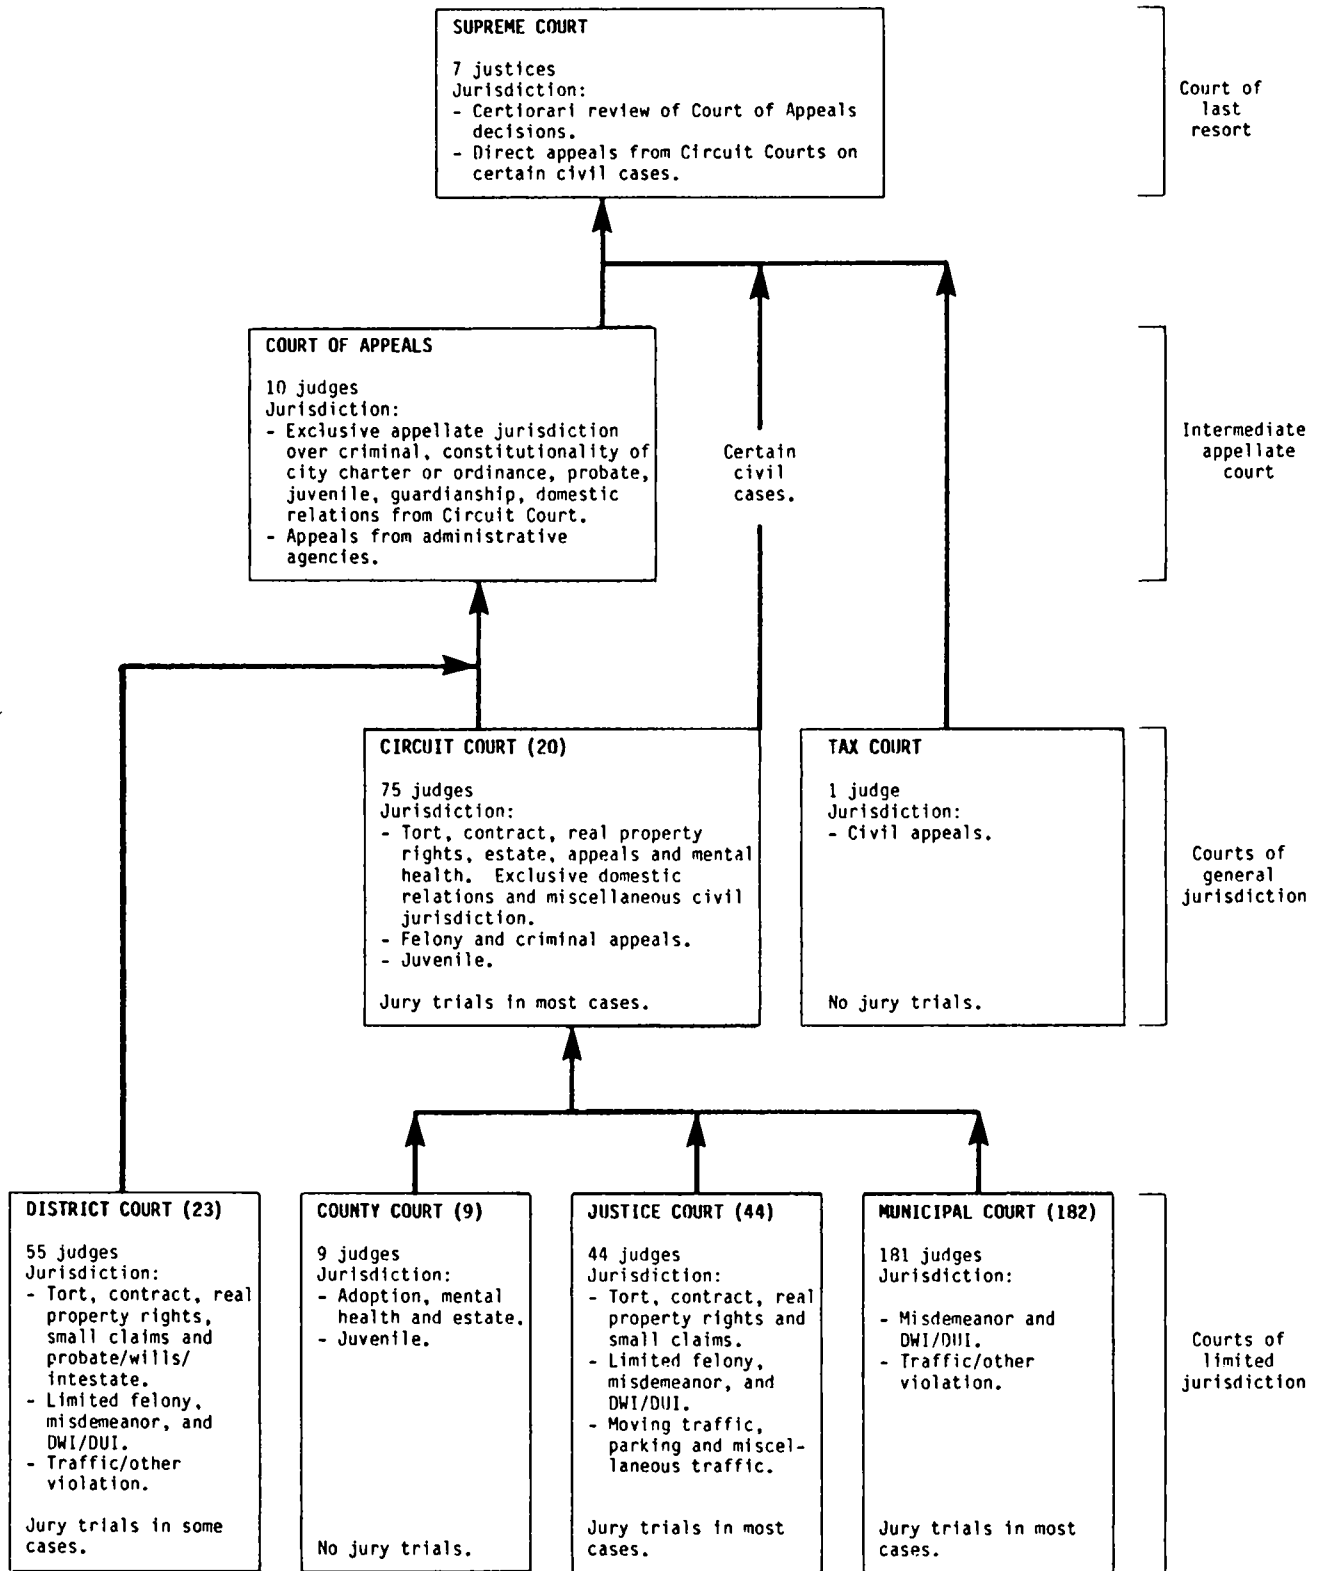 SUPREME COURT
7 justices
Jurisdiction:
- Certiorari review of Court of Appeals
decisions.
- Direct appeals from Circuit Courts on
certain civil cases.
Court of
last
resort
COURT OF APPEALS
10 judges
Jurisdiction:
- Exclusive appellate jurisdiction
over criminal, constitutionality of
city charter or ordinance, probate,
juvenile, guardianship, domestic
relations from Circuit Court.
- Appeals from administrative
agencies.
Certain
civil
cases.
Intermediate
appellate
court
CIRCUIT COURT (20)
75 judges
Jurisdiction:
- Tort, contract, real property
rights, estate, appeals and mental
health. Exclusive domestic
relations and miscellaneous civil
jurisdiction.
- Felony and criminal appeals.
- Juvenile.
Jury trials in most cases.
TAX COURT
1 judge
Jurisdiction:
- Civil appeals.
No jury trials.
Courts of
general
jurisdiction
DISTRICT COURT (23)
55 judges
Jurisdiction:
- Tort, contract, real
property rights,
small claims and
probate/wills/
intestate.
- Limited felony,
misdemeanor, and
DWI/DUI.
- Traffic/other
violation.
Jury trials in some
cases.
COUNTY COURT (9)
9 judges
Jurisdiction:
- Adoption, mental
health and estate.
- Juvenile.
No jury trials.
JUSTICE COURT (44)
44 judges
Jurisdiction:
- Tort, contract, real
property rights and
small claims.
- Limited felony,
misdemeanor, and
DWI/DUI.
- Moving traffic,
parking and miscel-
laneous traffic.
Jury trials in most
cases.
MUNICIPAL COURT (182)
181 judges
Jurisdiction:
- Misdemeanor and
DWI/DUI.
- Traffic/other
violation.
Jury trials in most
cases.
Courts of
limited
jurisdiction